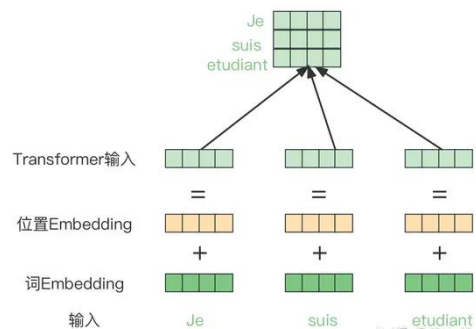 Je
suis
etudiant
Transformer输入
=
=
=
位置Embedding
+
+
+
词Embedding
输入
Je
suis
etudiant